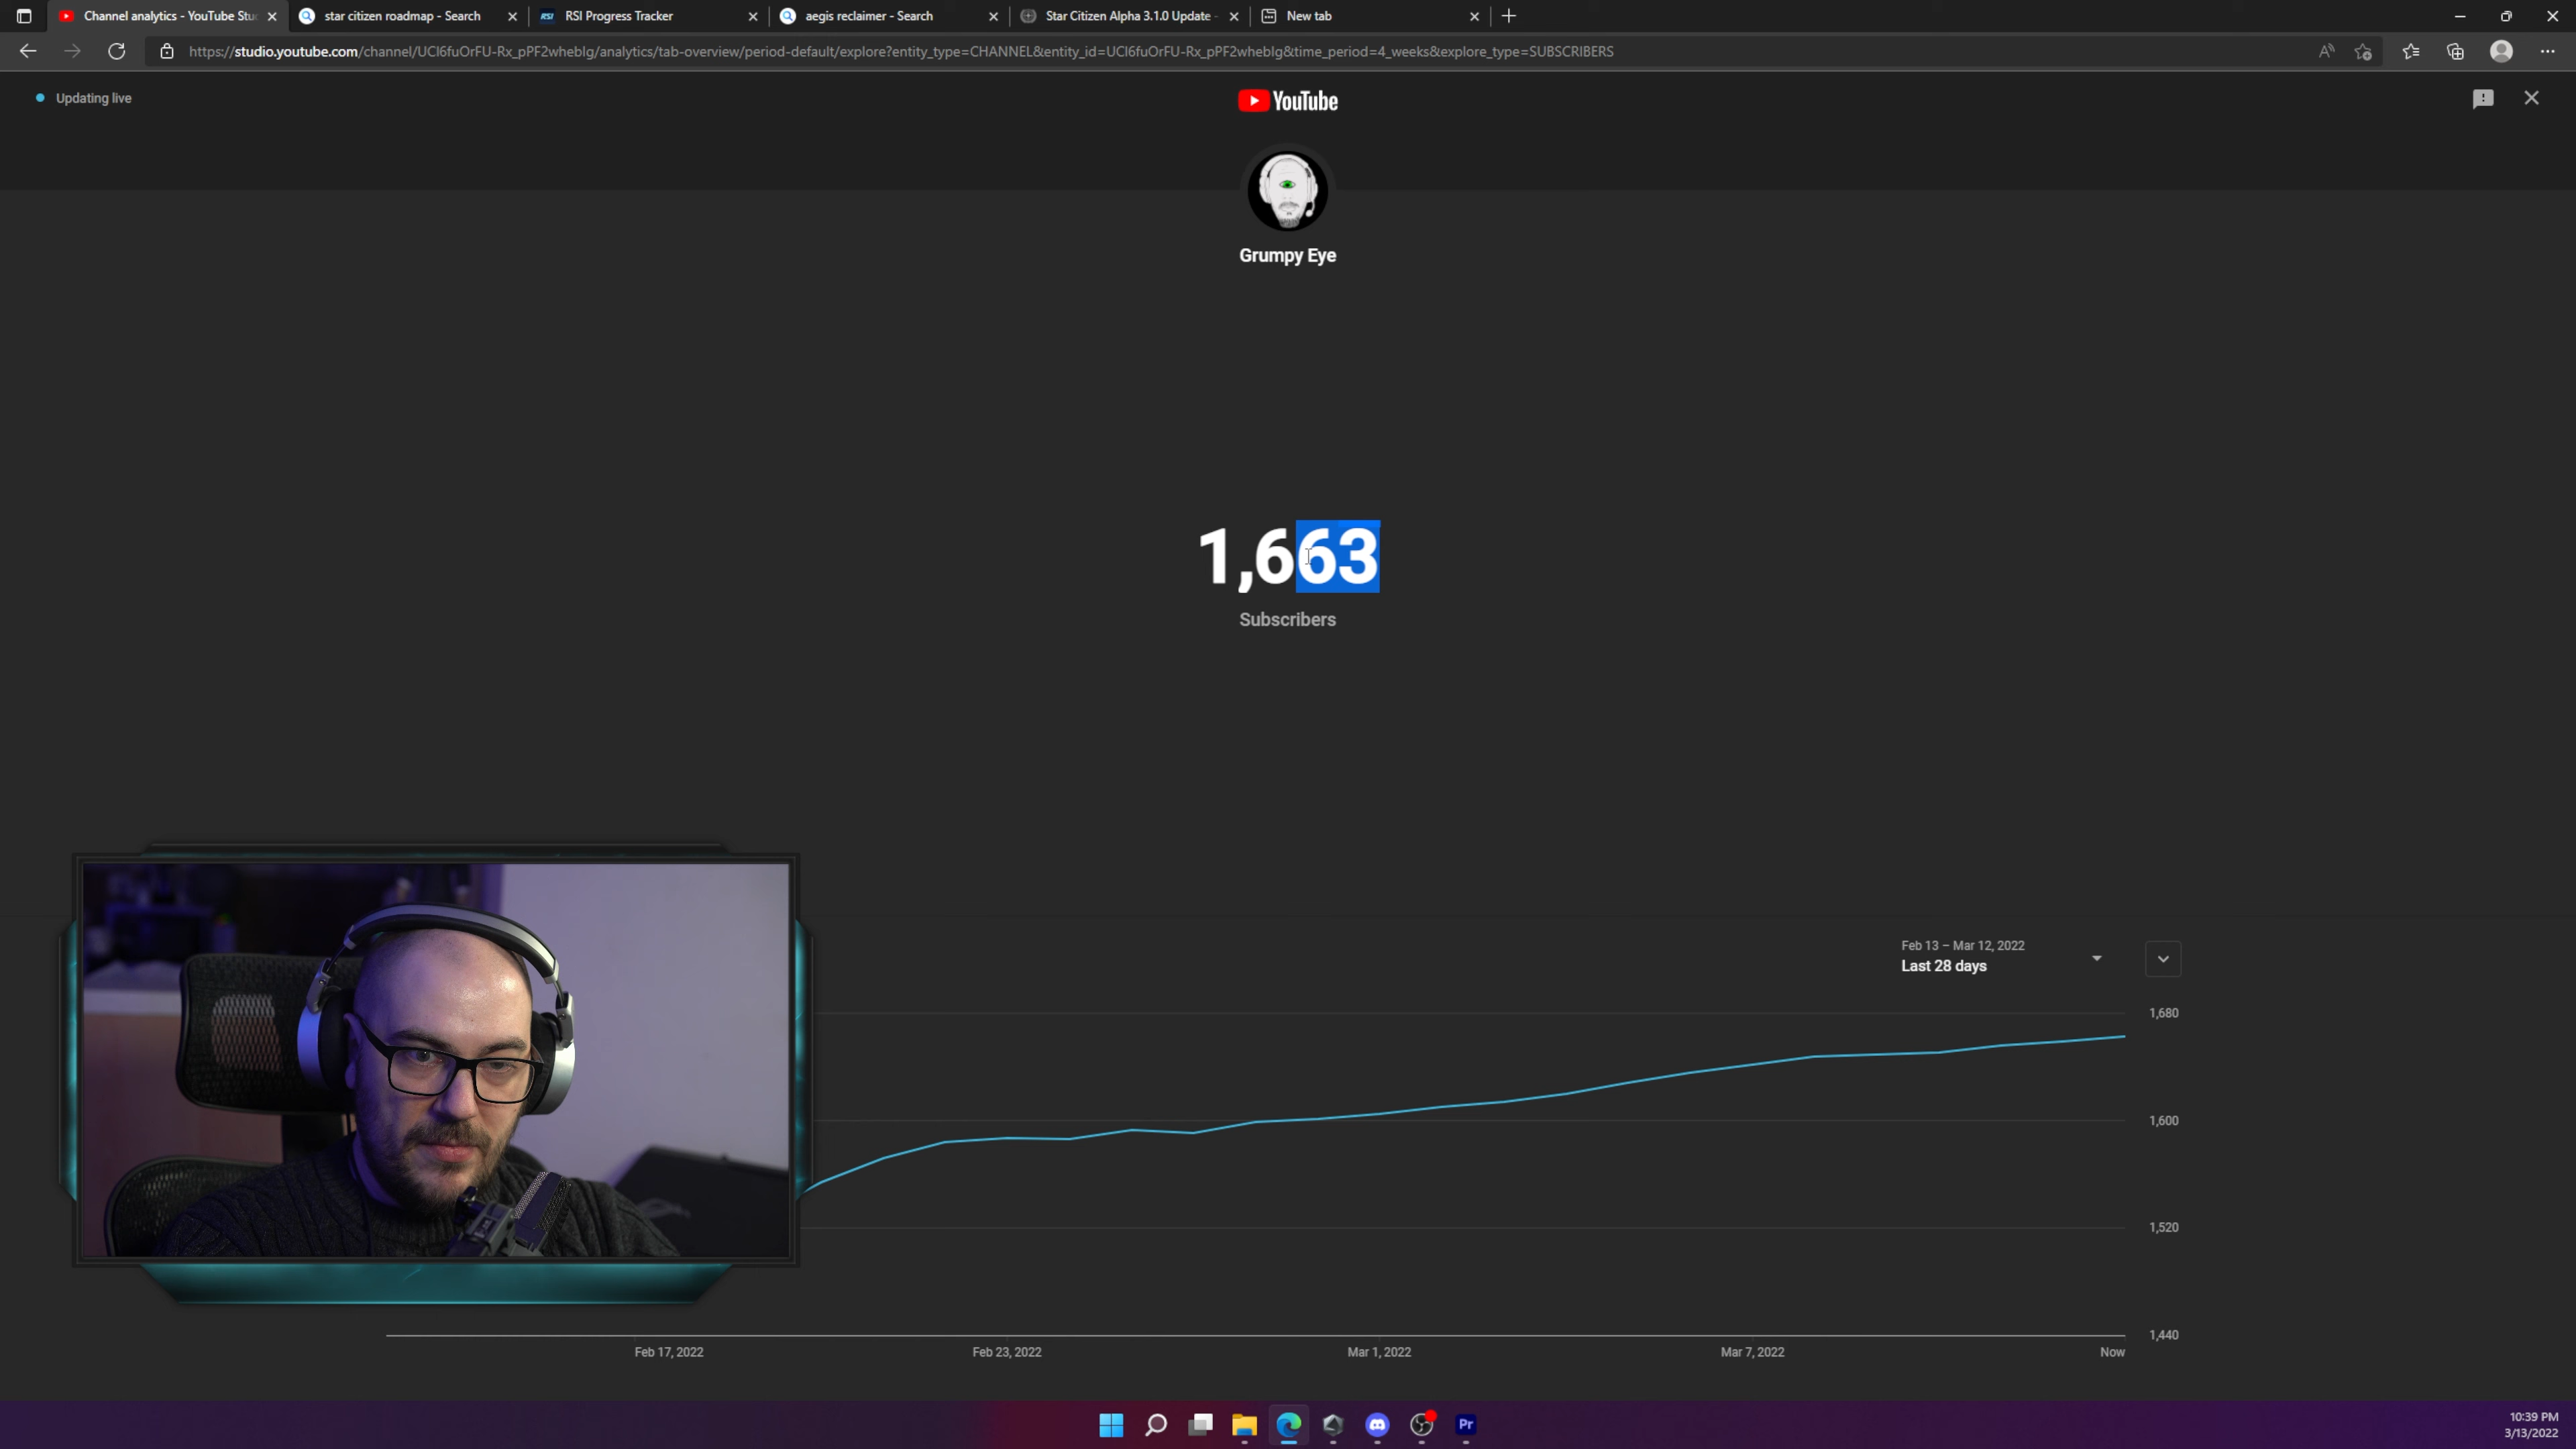 Channel analytics - YouTube Stu
star citizen roadmap - Search
RSI
RSI Progress Tracker
aegis reclaimer - Search
Star Citizen Alpha 3.1.0 Update -
New tab
https://studio.youtube.com/channel/UCl6fuOrFU-Rx_pPF2wheblg/analytics/tab-overview/period-default/explore?entity_type=CHANNEL&entity_id=UCl6fuOrFU-Rx_pPF2wheblg&time_period=4_weeks&explore_type=SUBSCRIBERS
Updating live
YouTube
Grumpy Eye
1,663
Subscribers
Feb 13 – Mar 12, 2022
Last 28 days
1,680
1,600
1,520
1,440
Feb 17, 2022
Feb 23, 2022
Mar 1, 2022
Mar 7, 2022
Now
Pr
10:39 PM
3/13/2022